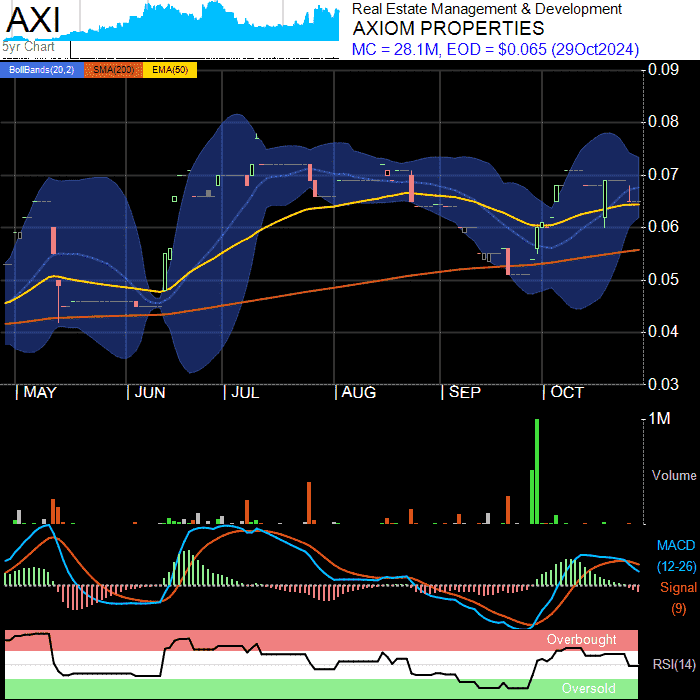 AXI
5yr Chart
Real Estate Management & Development
AXIOM PROPERTIES
MC = 28.1M, EOD = $0.065 (29Oct2024)
BollBands(20,2) SMA(200) EMA(50)
0.09
0.08
0.07
0.06
0.05
0.04
0.03
MAY JUN JUL AUG SEP OCT
1M
Volume
MACD
(12-26)
Signal
(9)
Overbought
RSI(14)
Oversold